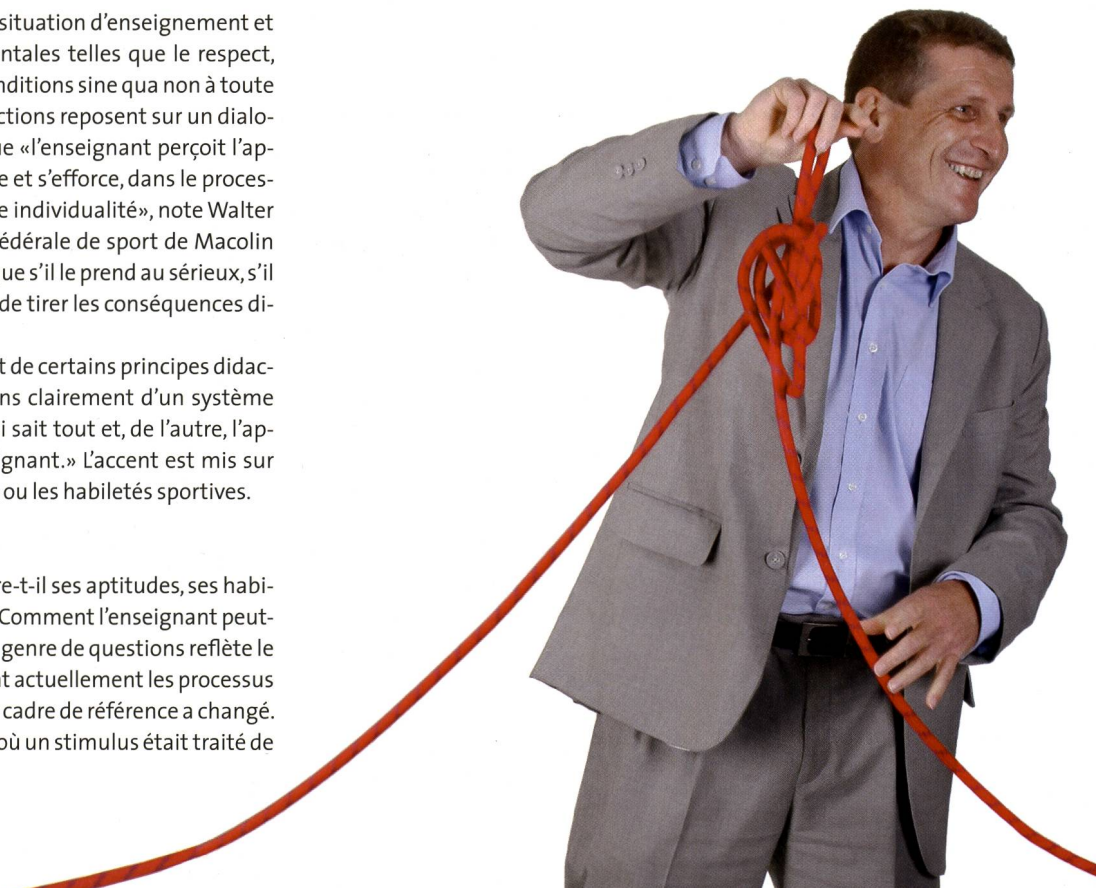 situation d'enseignement et
ntales telles que le respect,
nditions sine qua non à toute
ctions reposent sur un dialo-
ue «l'enseignant perçoit l'ap-
e et s'efforce, dans le proces-
e individualité», note Walter
édérale de sport de Macolin
ue s'il le prend au sérieux, s'il
de tirer les conséquences di-
t de certains principes didac-
ns clairement d'un système
i sait tout et, de l'autre, l'ap-
gnant.» L'accent est mis sur
ou les habiletés sportives.
re-t-il ses aptitudes, ses habi-
Comment l'enseignant peut-
genre de questions reflète le
nt actuellement les processus
cadre de référence a changé.
où un stimulus était traité de